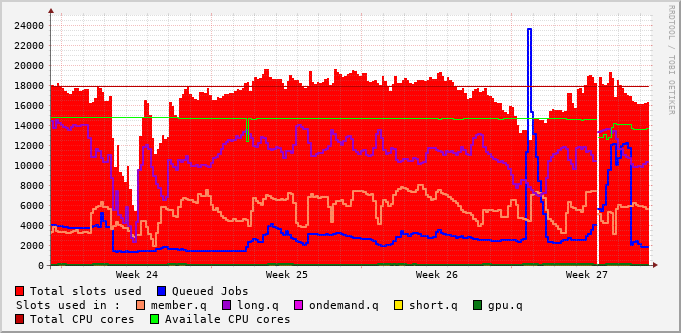 RRDTOOL / TOBI OETIKER
24000
22000
20000
18000
16000
14000
12000
10000
8000
6000
4000
2000
0
Week 24 Week 25 Week 26 Week 27
Total slots used Queued Jobs
Slots used in : member.q long.q ondemand.q short.q gpu.q
Total CPU cores Availale CPU cores